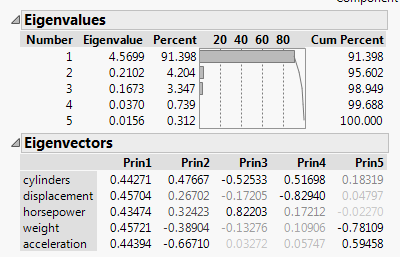 Component
Eigenvalues
Number Eigenvalue Percent 20 40 60 80 Cum Percent
1 4.5699 91.398 91.398
2 0.2102 4.204 95.602
3 0.1673 3.347 98.949
4 0.0370 0.739 99.688
5 0.0156 0.312 100.000
Eigenvectors
Prin1 Prin2 Prin3 Prin4 Prin5
cylinders 0.44271 0.47667 -0.52533 0.51698 0.18319
displacement 0.45704 0.26702 -0.17205 -0.82940 0.04797
horsepower 0.43474 0.32423 0.82203 0.17212 -0.02270
weight 0.45721 -0.38904 -0.13276 0.10906 -0.78109
acceleration 0.44394 -0.66710 0.03272 0.05747 0.59458